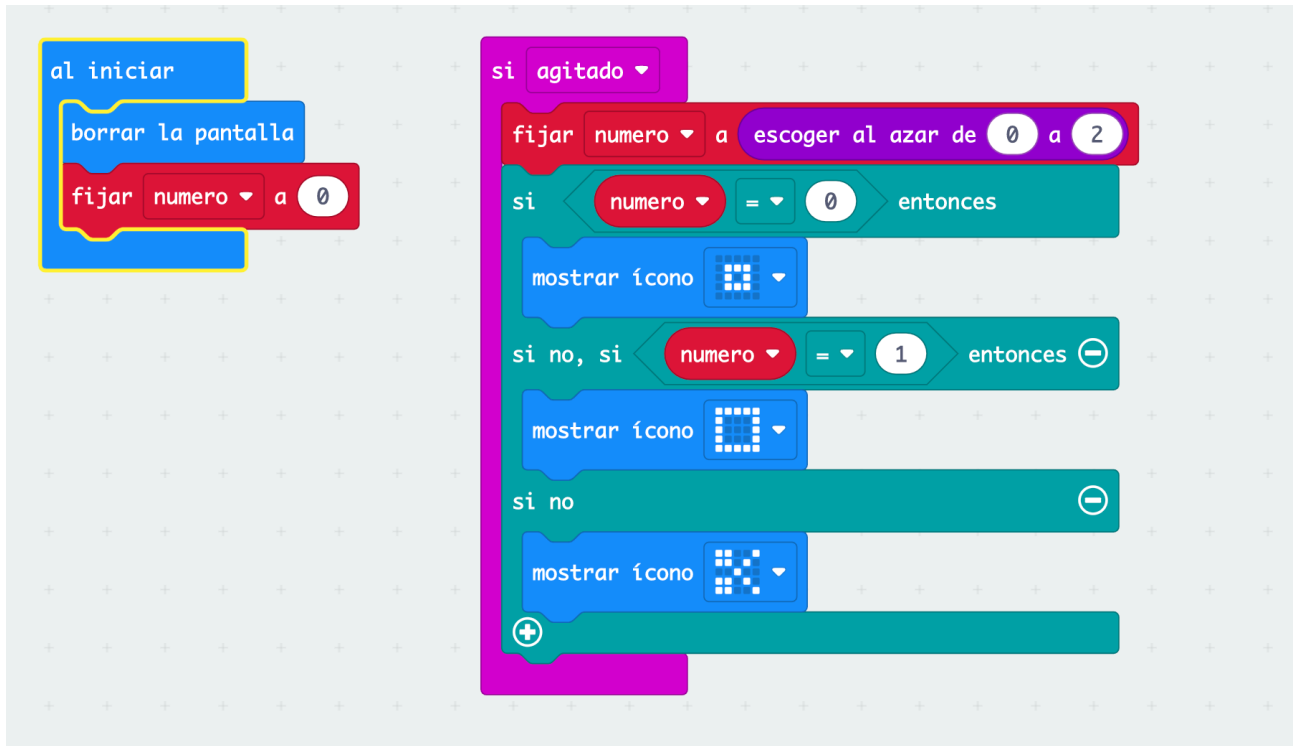 al iniciar
borrar la pantalla
fijar numero a 0
si agitado
fijar numero a escoger al azar de 0 a 2
si numero = 0 entonces
mostrar ícono
si no, si numero = 1 entonces
mostrar ícono
si no
mostrar ícono